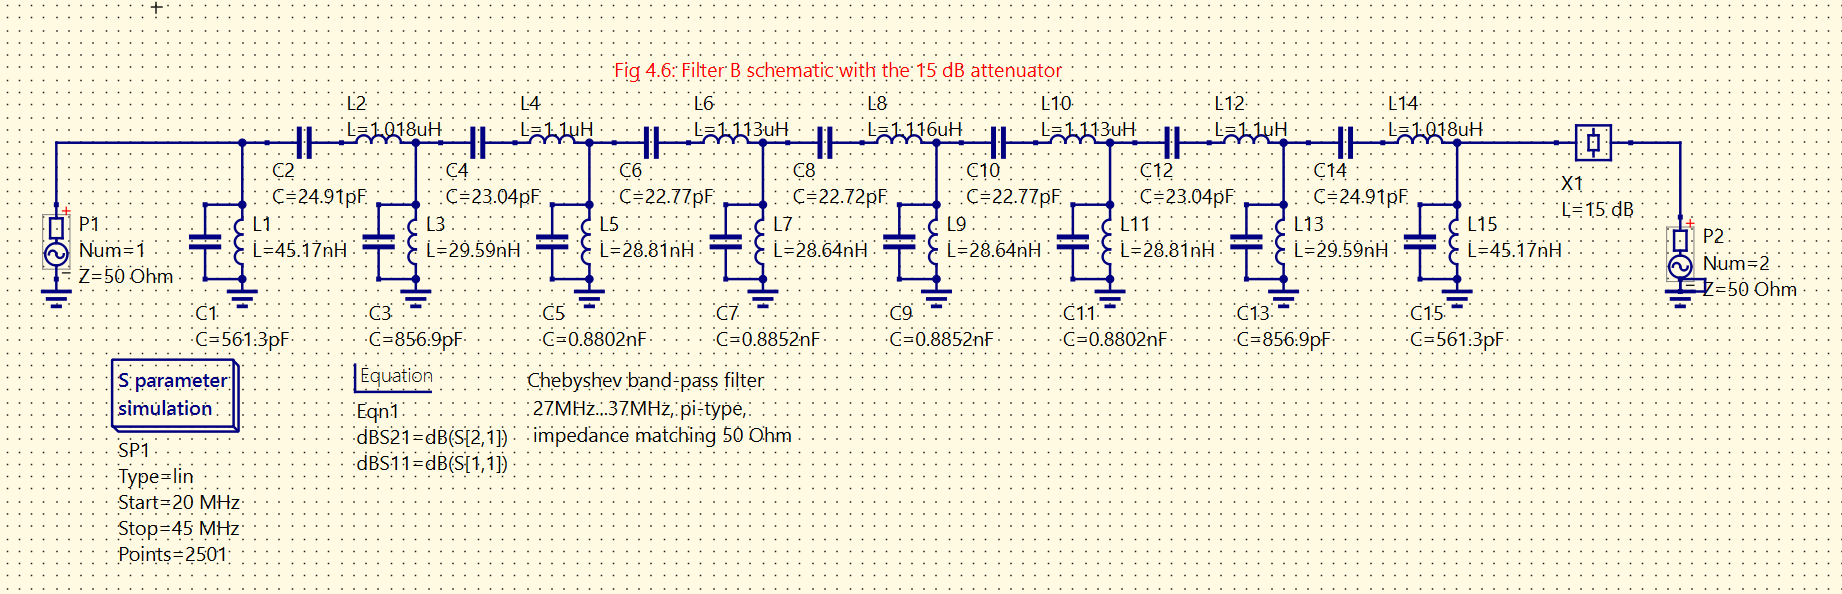 Fig 4.6: Filter B schematic with the 15 dB attenuator
L2
L=1.018uH
L4
L=1.1uH
L6
L=1.113uH
L8
L=1.116uH
L10
L=1.113uH
L12
L=1.1uH
L14
L=1.018uH
C2
C=24.91pF
C4
C=23.04pF
C6
C=22.77pF
C8
C=22.72pF
C10
C=22.77pF
C12
C=23.04pF
C14
C=24.91pF
X1
L=15 dB
P1
Num=1
Z=50 Ohm
L1
L=45.17nH
L3
L=29.59nH
L5
L=28.81nH
L7
L=28.64nH
L9
L=28.64nH
L11
L=28.81nH
L13
L=29.59nH
L15
L=45.17nH
P2
Num=2
Z=50 Ohm
C1
C=561.3pF
C3
C=856.9pF
C5
C=0.8802nF
C7
C=0.8852nF
C9
C=0.8852nF
C11
C=0.8802nF
C13
C=856.9pF
C15
C=561.3pF
S parameter
simulation
SP1
Type=lin
Start=20 MHz
Stop=45 MHz
Points=2501
Equation
Eqn1
dBS21=dB(S[2,1])
dBS11=dB(S[1,1])
Chebyshev band-pass filter
27MHz...37MHz, pi-type,
impedance matching 50 Ohm